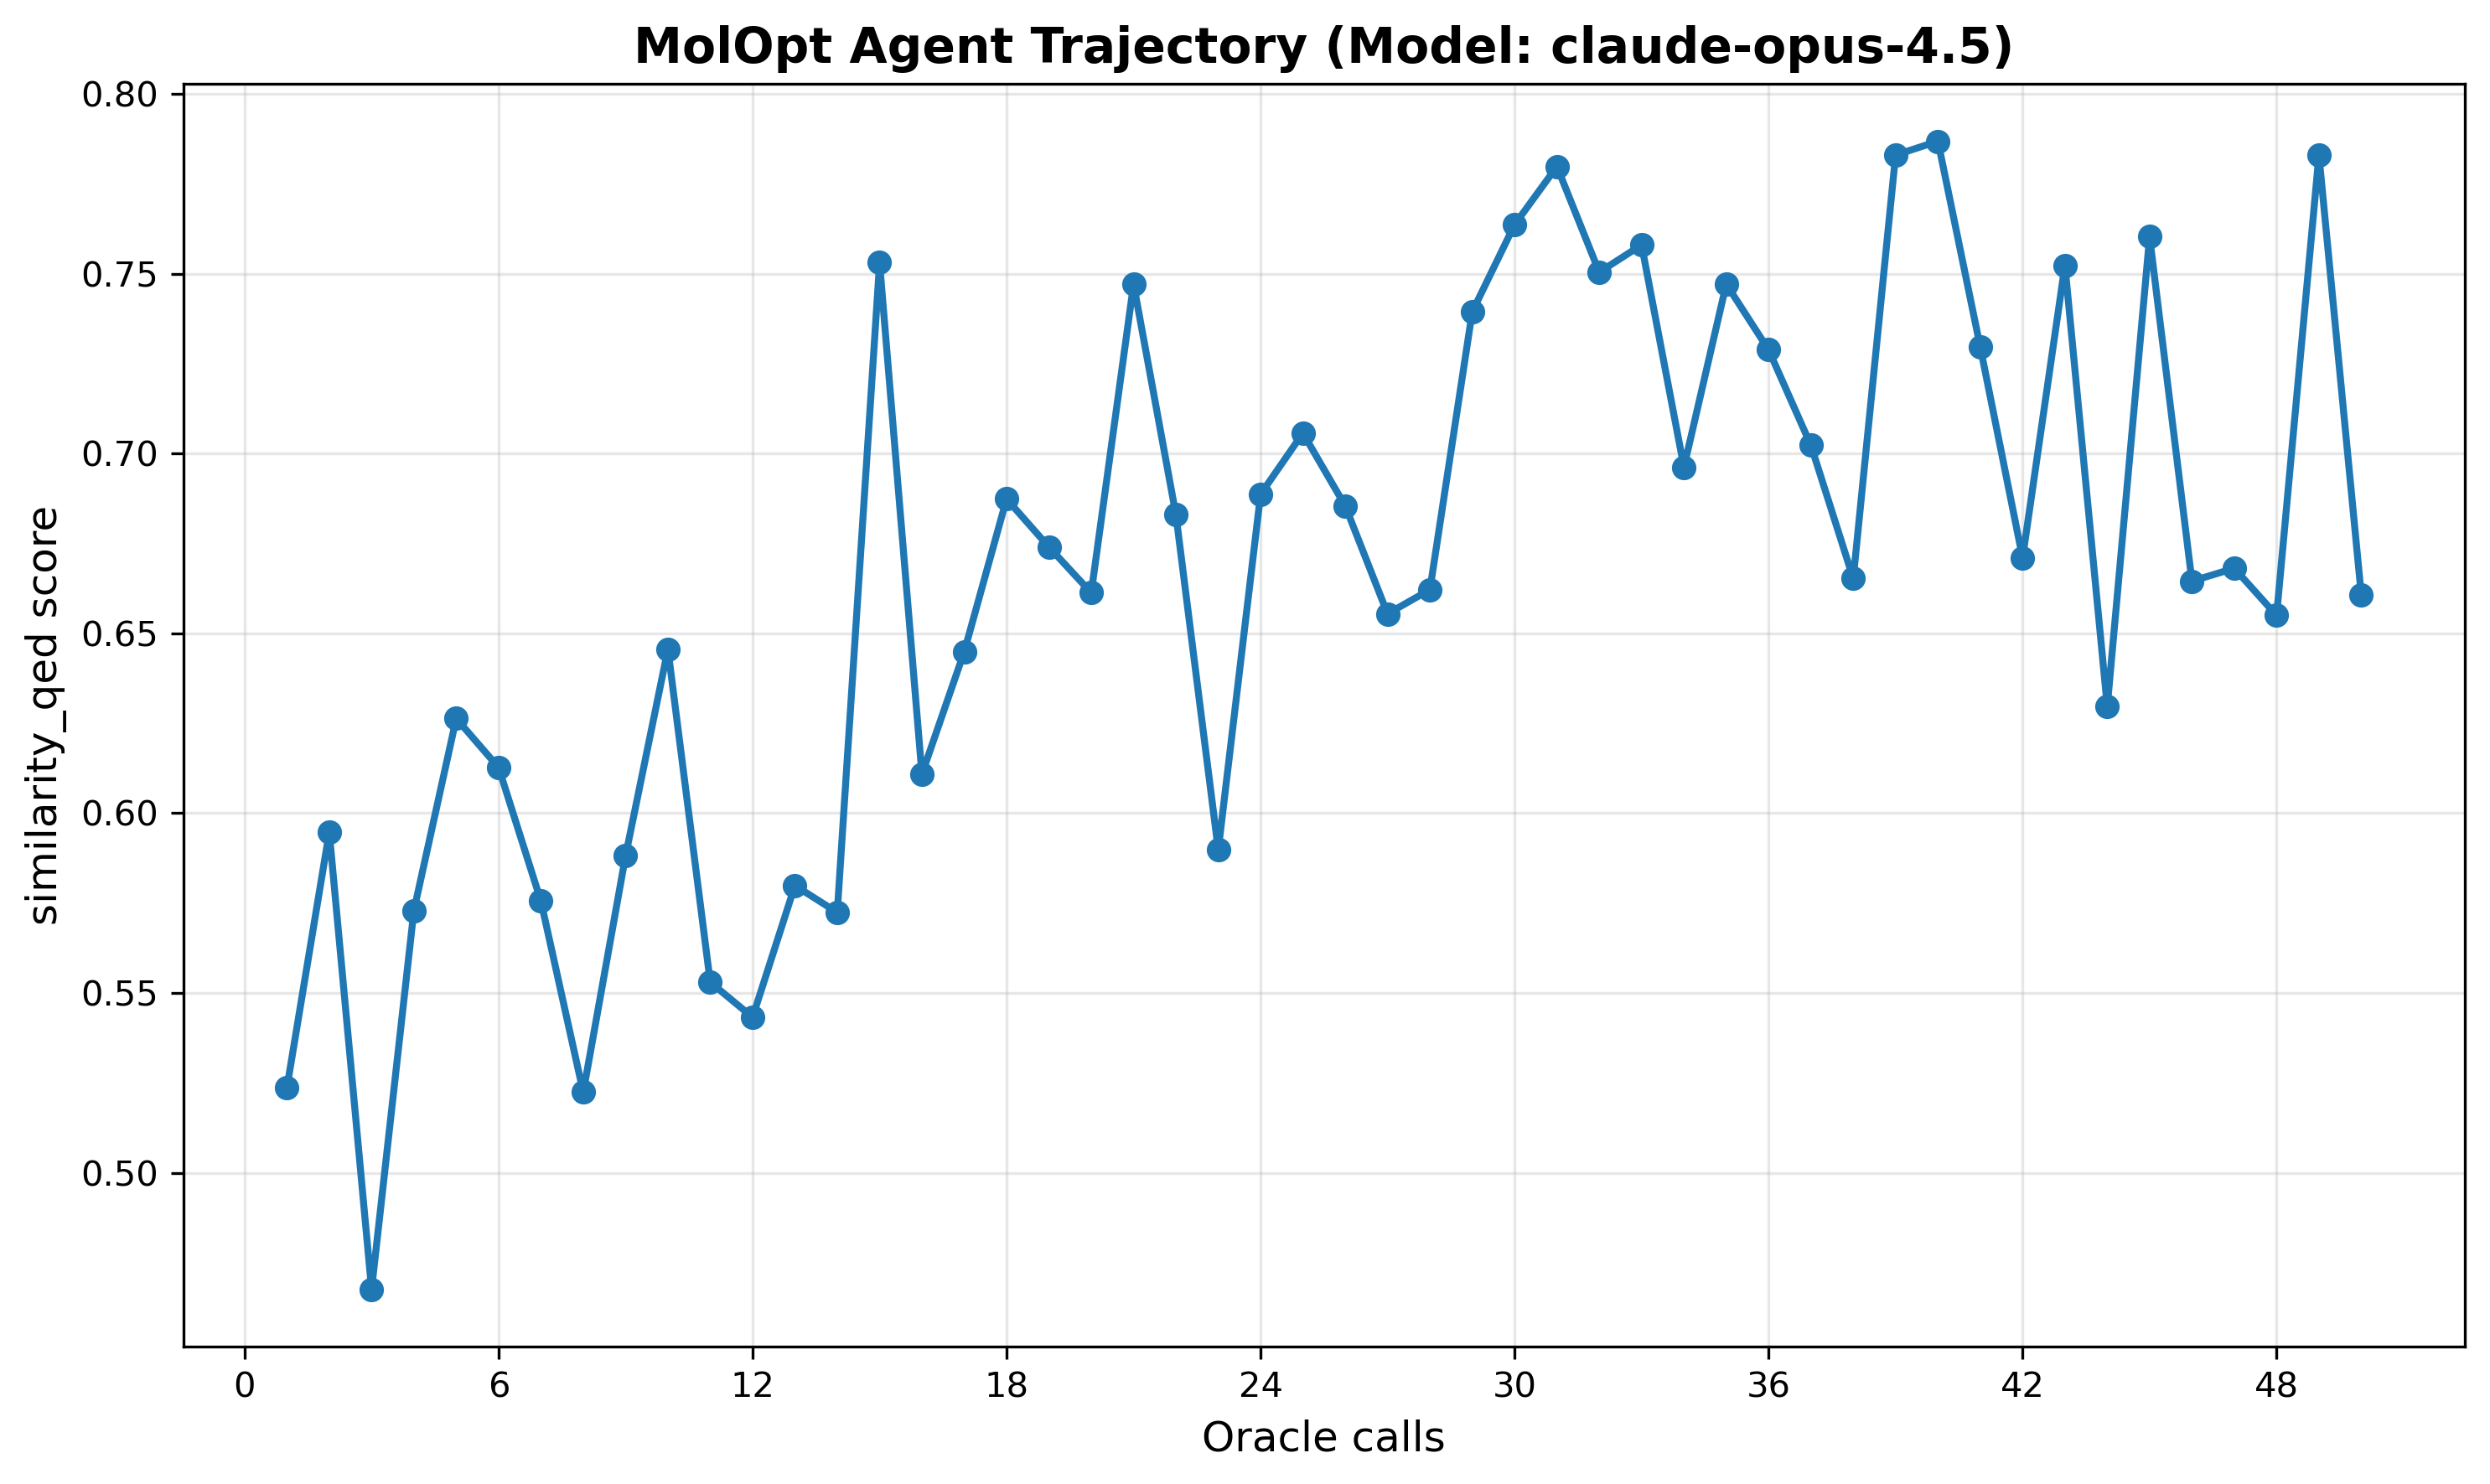 MolOpt Agent Trajectory (Model: claude-opus-4.5)
similarity_qed score
0.80
0.75
0.70
0.65
0.60
0.55
0.50
0 6 12 18 24 30 36 42 48
Oracle calls